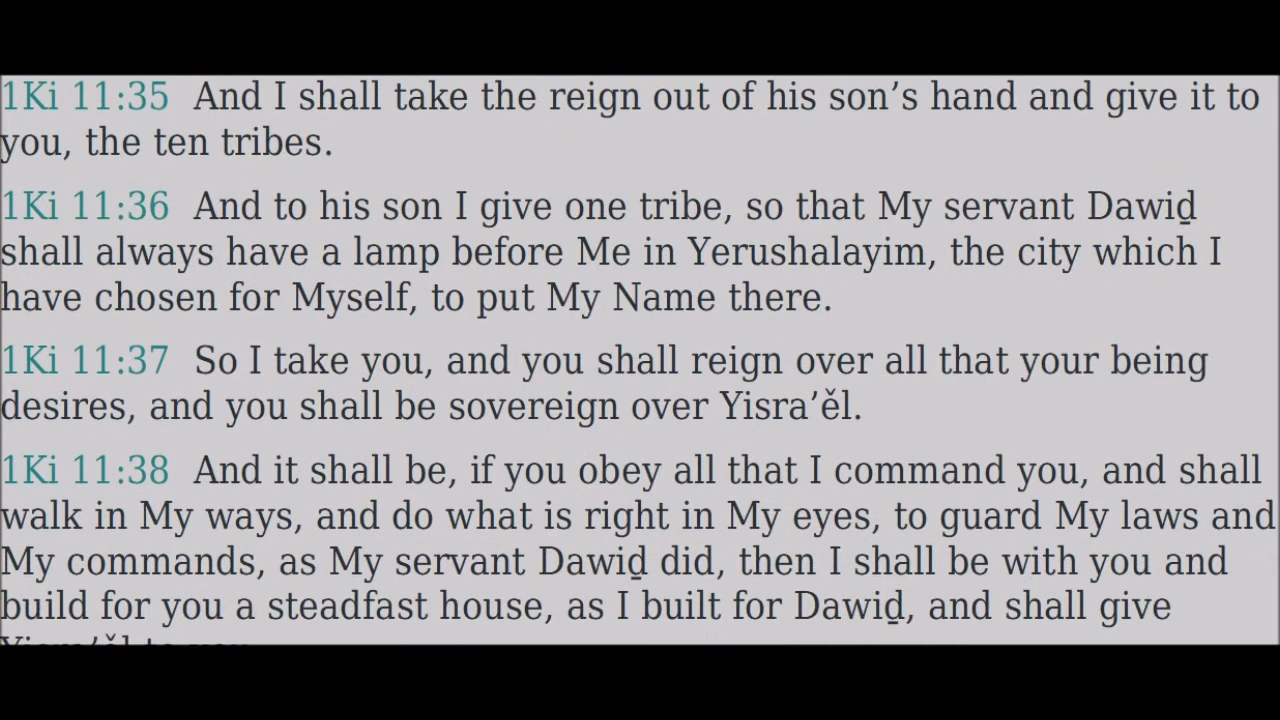 1Ki 11:35 And I shall take the reign out of his son’s hand and give it to
you, the ten tribes.
1Ki 11:36 And to his son I give one tribe, so that My servant Dawiḏ
shall always have a lamp before Me in Yerushalayim, the city which I
have chosen for Myself, to put My Name there.
1Ki 11:37 So I take you, and you shall reign over all that your being
desires, and you shall be sovereign over Yisra’ěl.
1Ki 11:38 And it shall be, if you obey all that I command you, and shall
walk in My ways, and do what is right in My eyes, to guard My laws and
My commands, as My servant Dawiḏ did, then I shall be with you and
build for you a steadfast house, as I built for Dawiḏ, and shall give